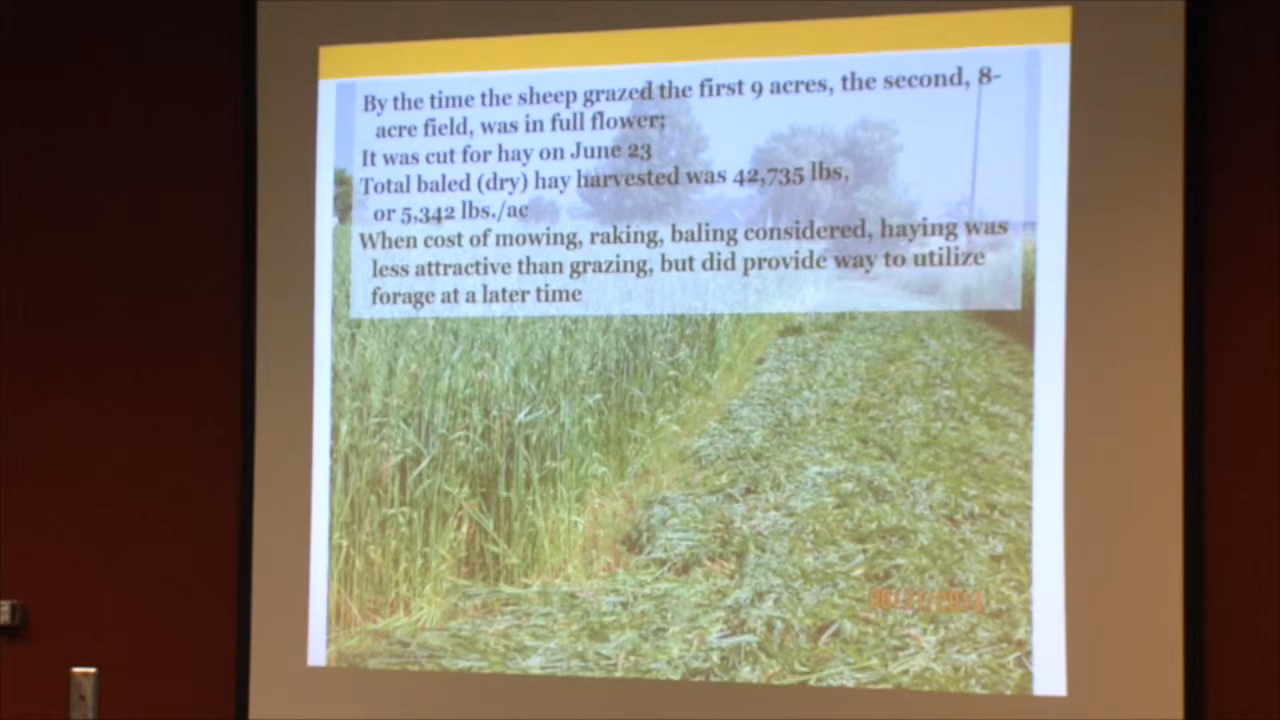 By the time the sheep grazed the first 9 acres, the second, 8-
acre field, was in full flower;
It was cut for hay on June 23
Total baled (dry) hay harvested was 42,735 lbs,
or 5,342 lbs./ac
When cost of mowing, raking, baling considered, haying was
less attractive than grazing, but did provide way to utilize
forage at a later time